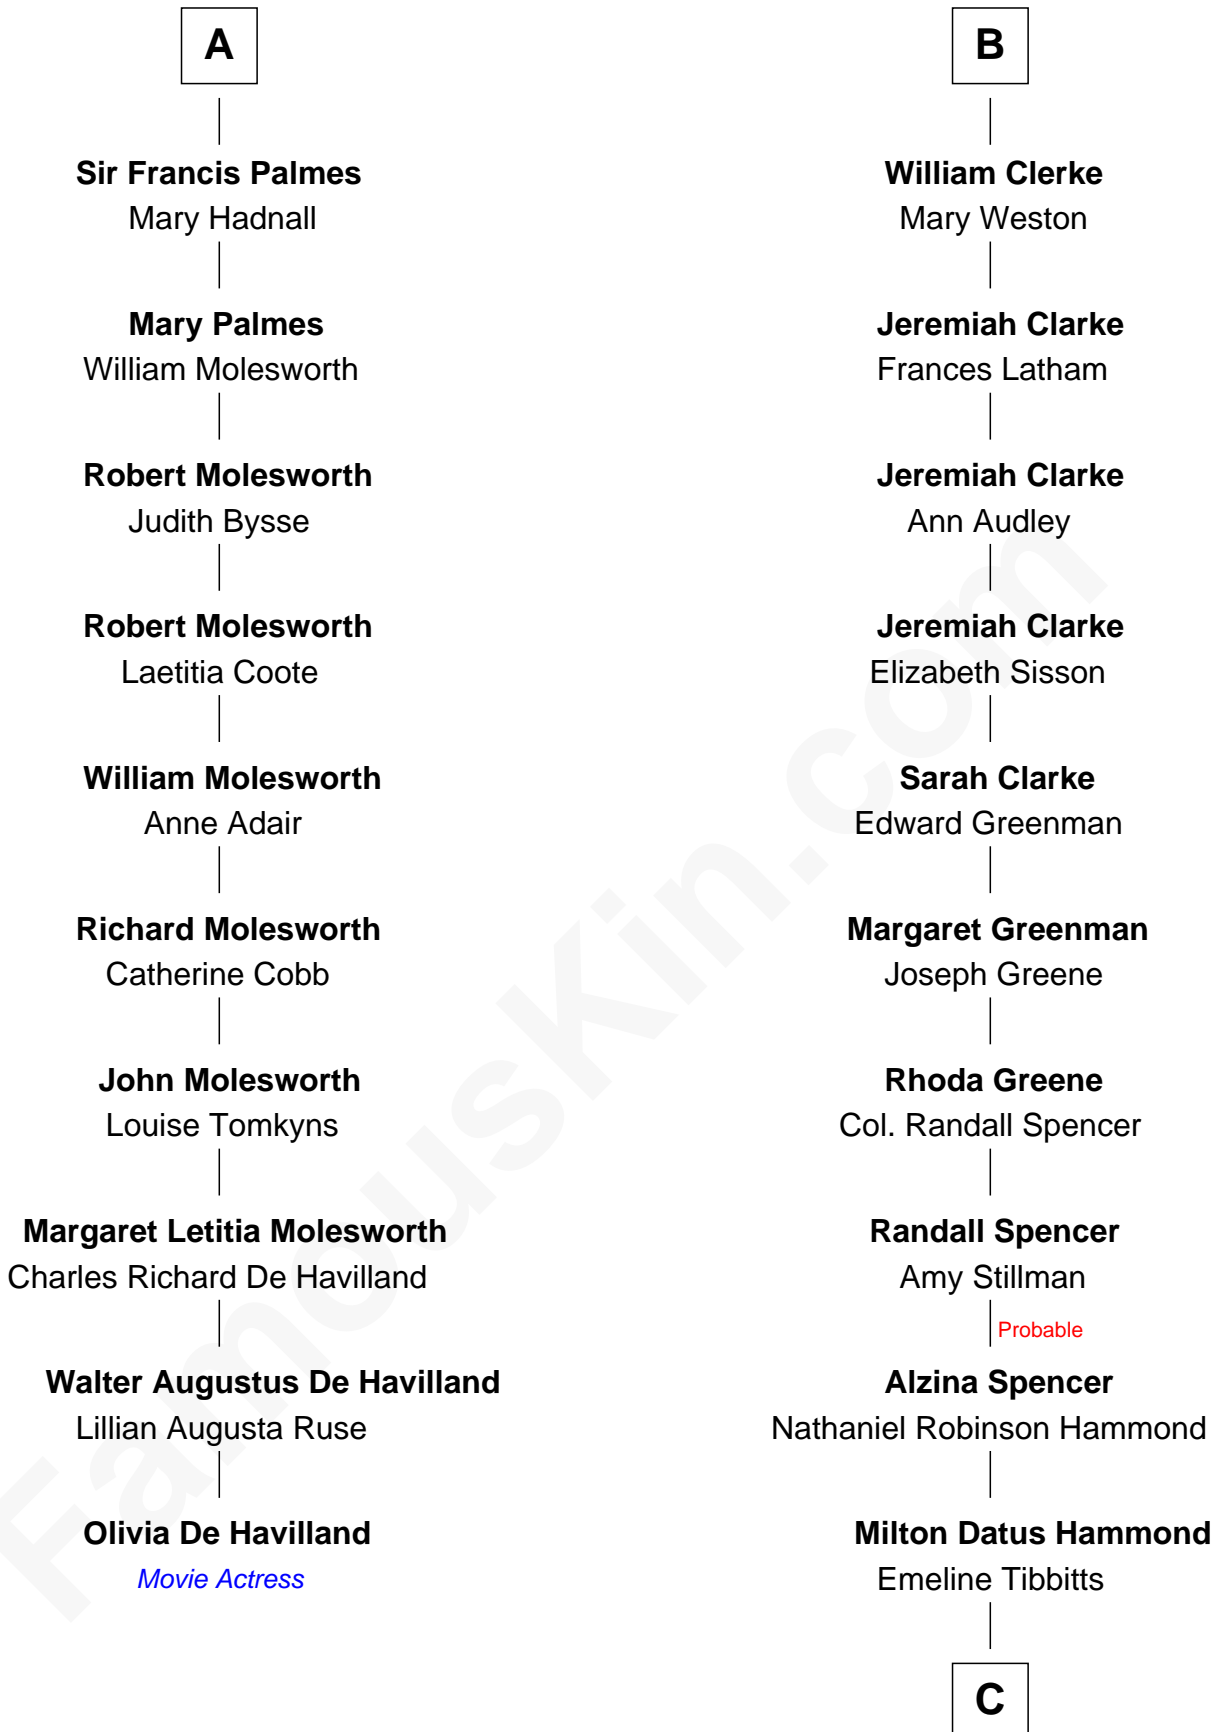 A
Sir Francis Palmes
Mary Hadnall
Mary Palmes
William Molesworth
Robert Molesworth
Judith Bysse
Robert Molesworth
Laetitia Coote
William Molesworth
Anne Adair
Richard Molesworth
Catherine Cobb
John Molesworth
Louise Tomkyns
Margaret Letitia Molesworth
Charles Richard De Havilland
Walter Augustus De Havilland
Lillian Augusta Ruse
Olivia De Havilland
Movie Actress
B
William Clerke
Mary Weston
Jeremiah Clarke
Frances Latham
Jeremiah Clarke
Ann Audley
Jeremiah Clarke
Elizabeth Sisson
Sarah Clarke
Edward Greenman
Margaret Greenman
Joseph Greene
Rhoda Greene
Col. Randall Spencer
Randall Spencer
Amy Stillman
Probable
Alzina Spencer
Nathaniel Robinson Hammond
Milton Datus Hammond
Emeline Tibbitts
C
FamousKin.com